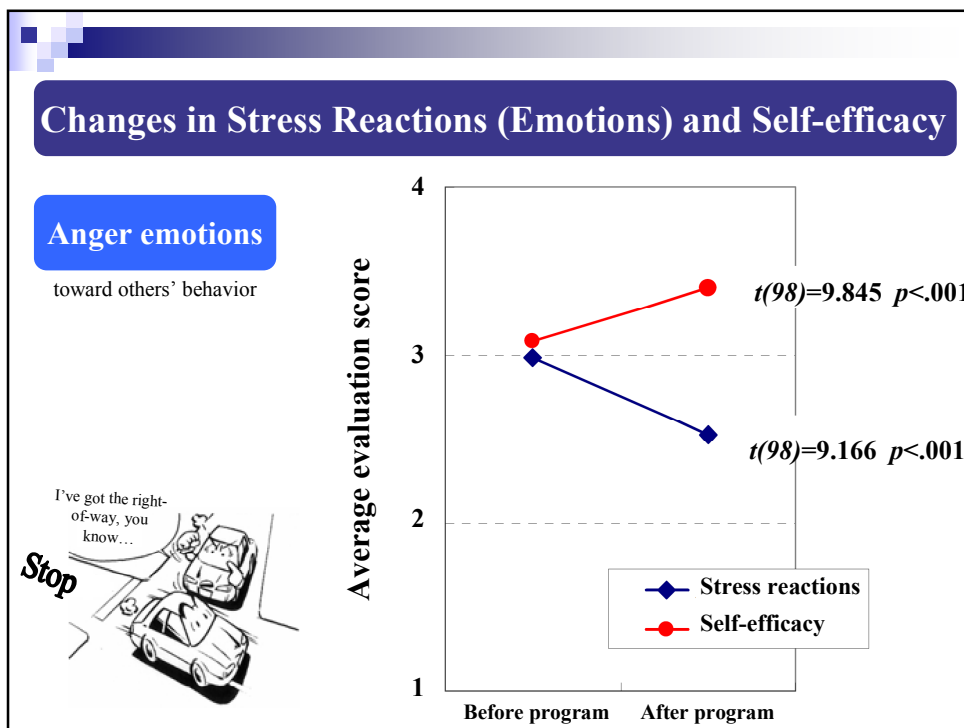 Changes in Stress Reactions (Emotions) and Self-efficacy
Anger emotions
toward others’ behavior
I’ve got the right-
of-way, you
know…
Stop
Average evaluation score
4
3
2
1
t(98)=9.845 p<.001
t(98)=9.166 p<.001
Stress reactions
Self-efficacy
Before program After program